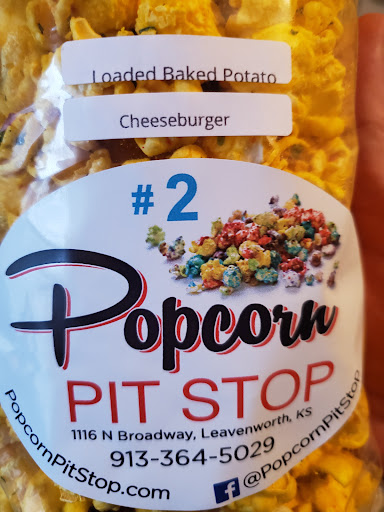 Loaded Baked Potato
Cheeseburger
#2
Popcorn
PIT STOP
1116 N Broadway, Leavenworth, KS
913-364-5029
PopcornPitStop.com
@PopcornPitStop